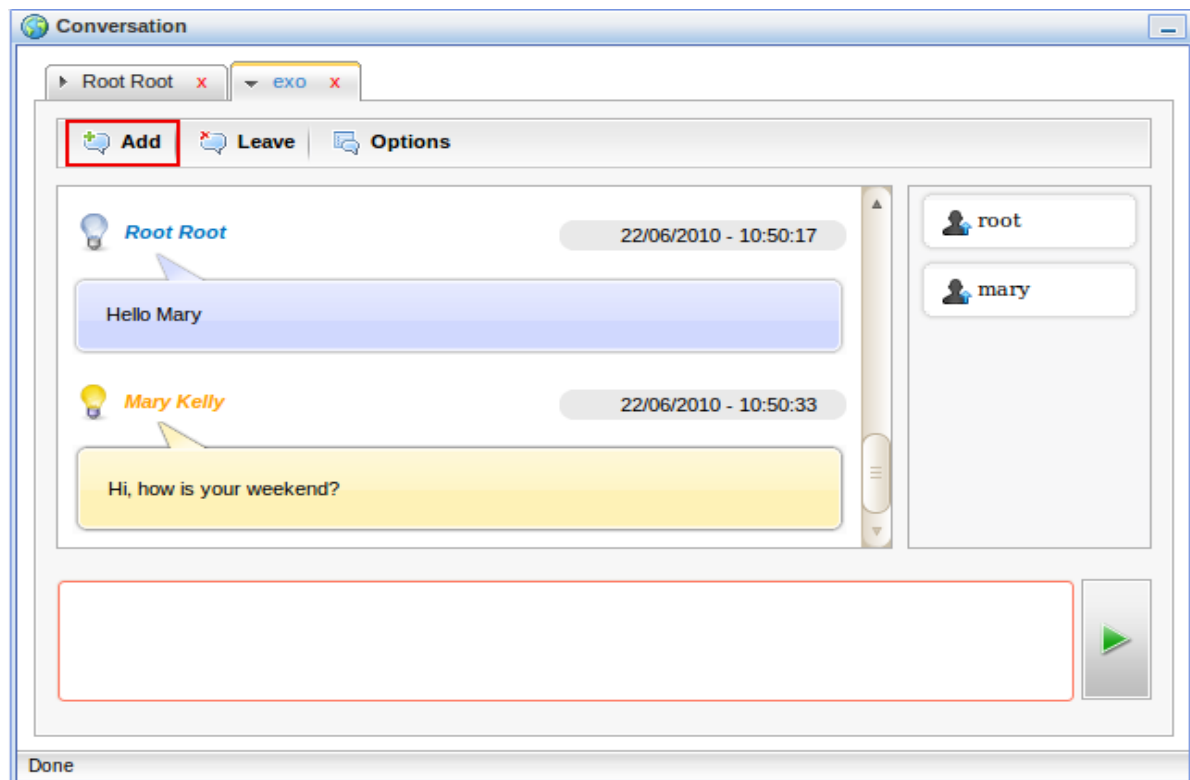 Conversation
Root Root x exo x
Add Leave Options
Root Root 22/06/2010 - 10:50:17
Hello Mary
Mary Kelly 22/06/2010 - 10:50:33
Hi, how is your weekend?
root
mary
Done